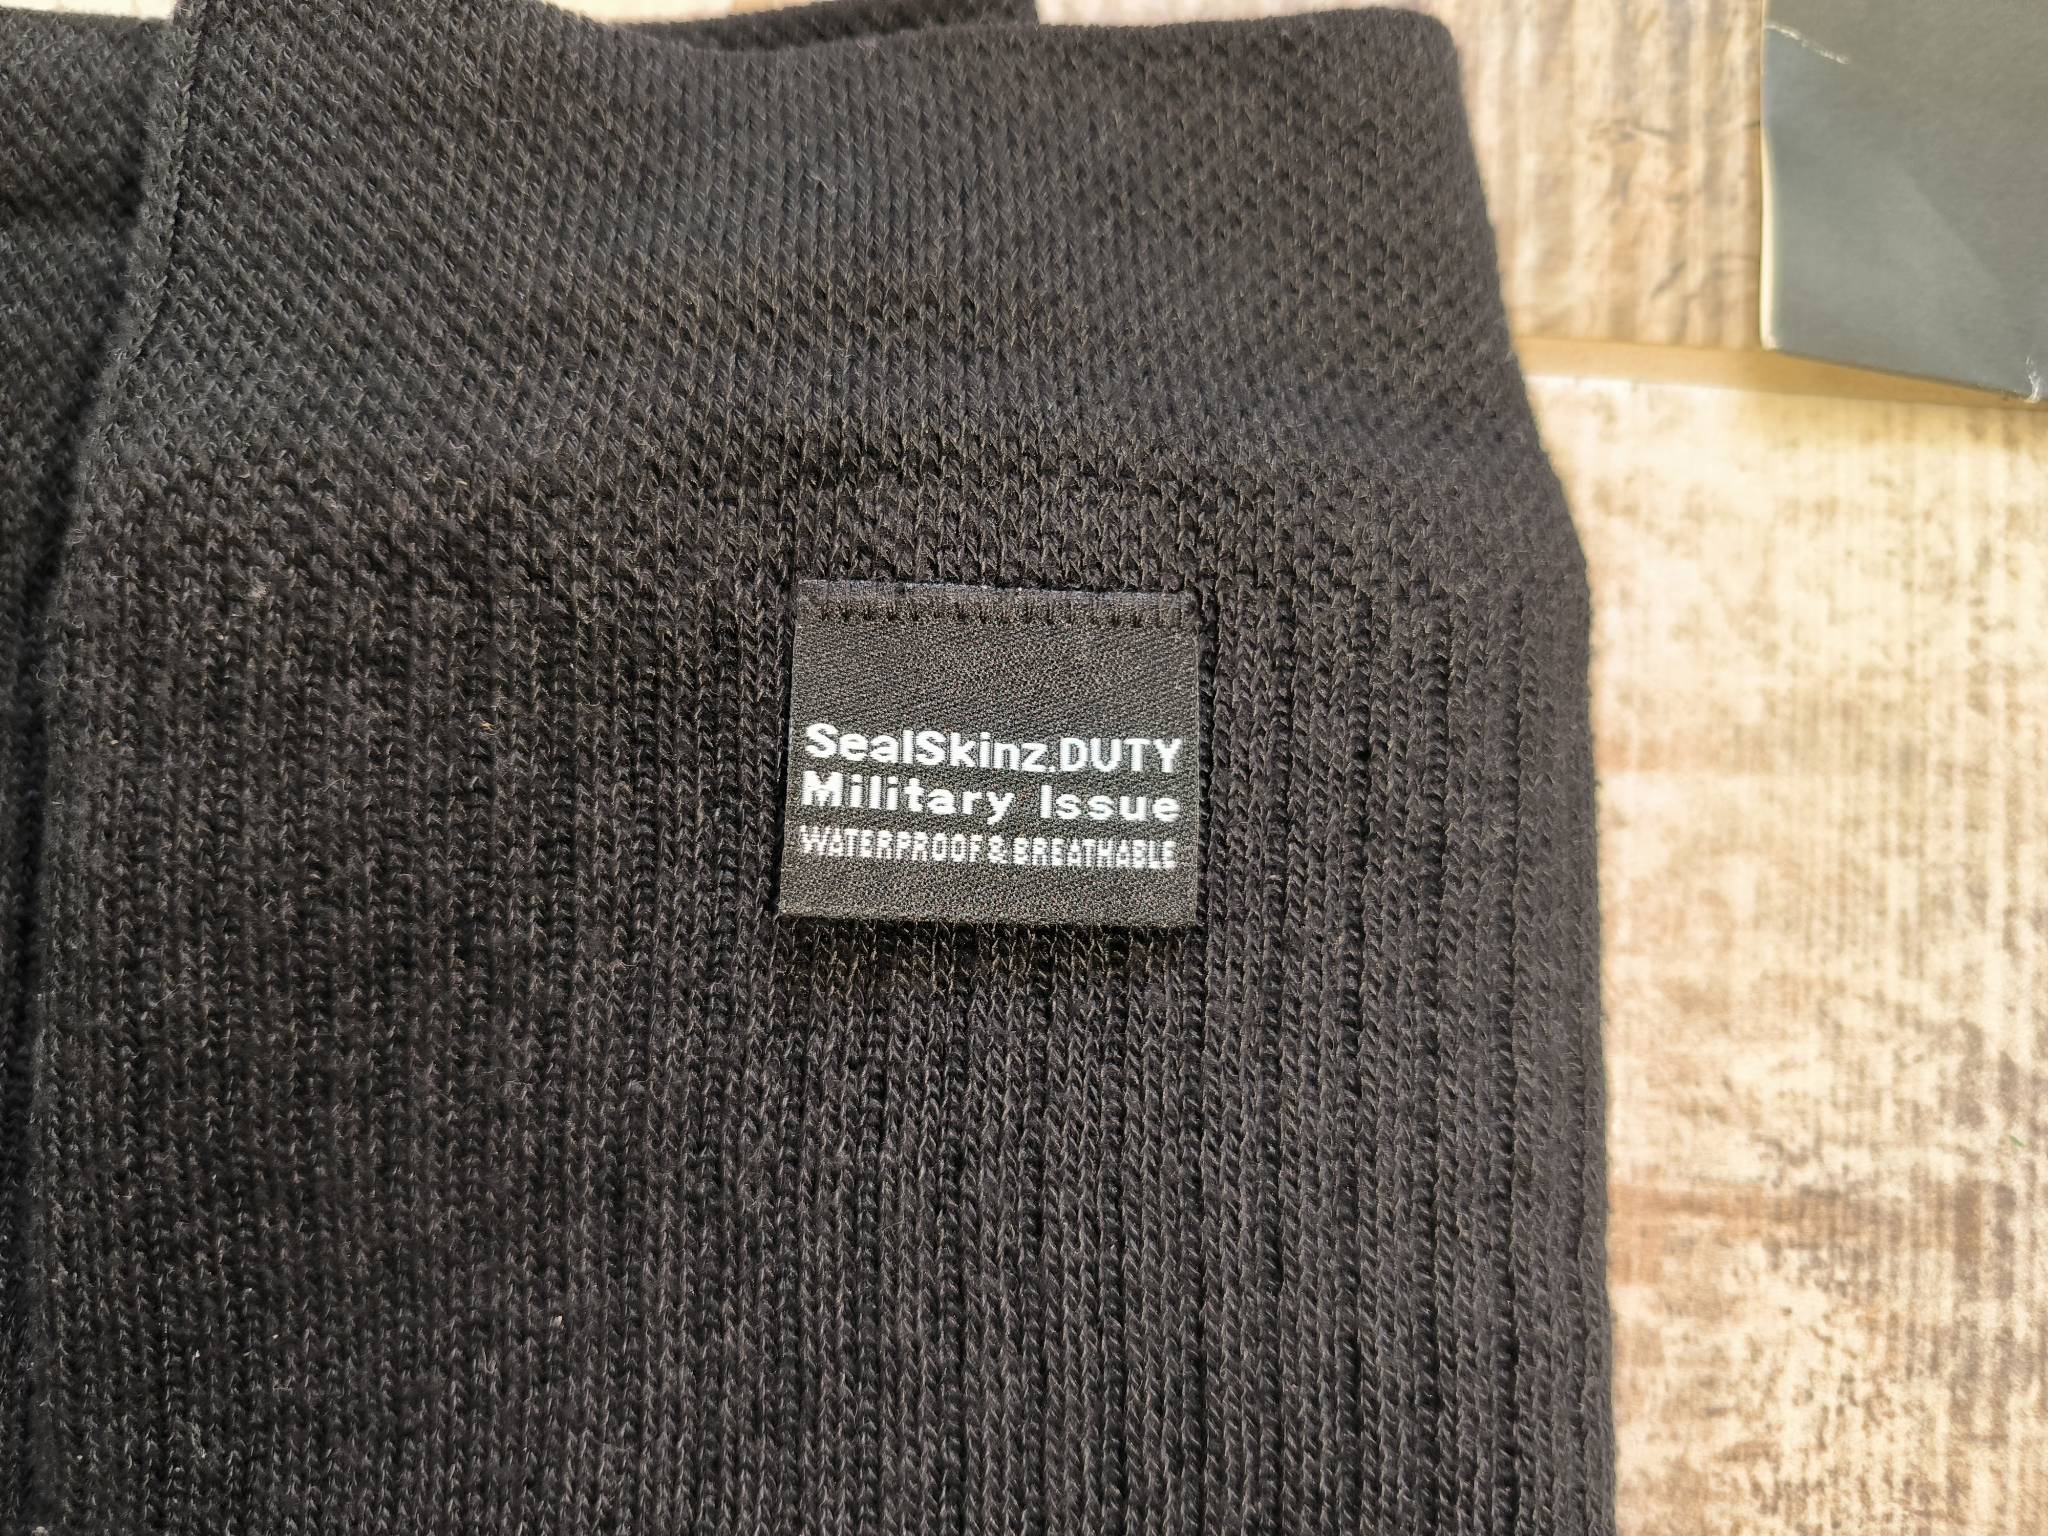 SealSkinz.DUTY
Military Issue
WATERPROOF & BREATHABLE